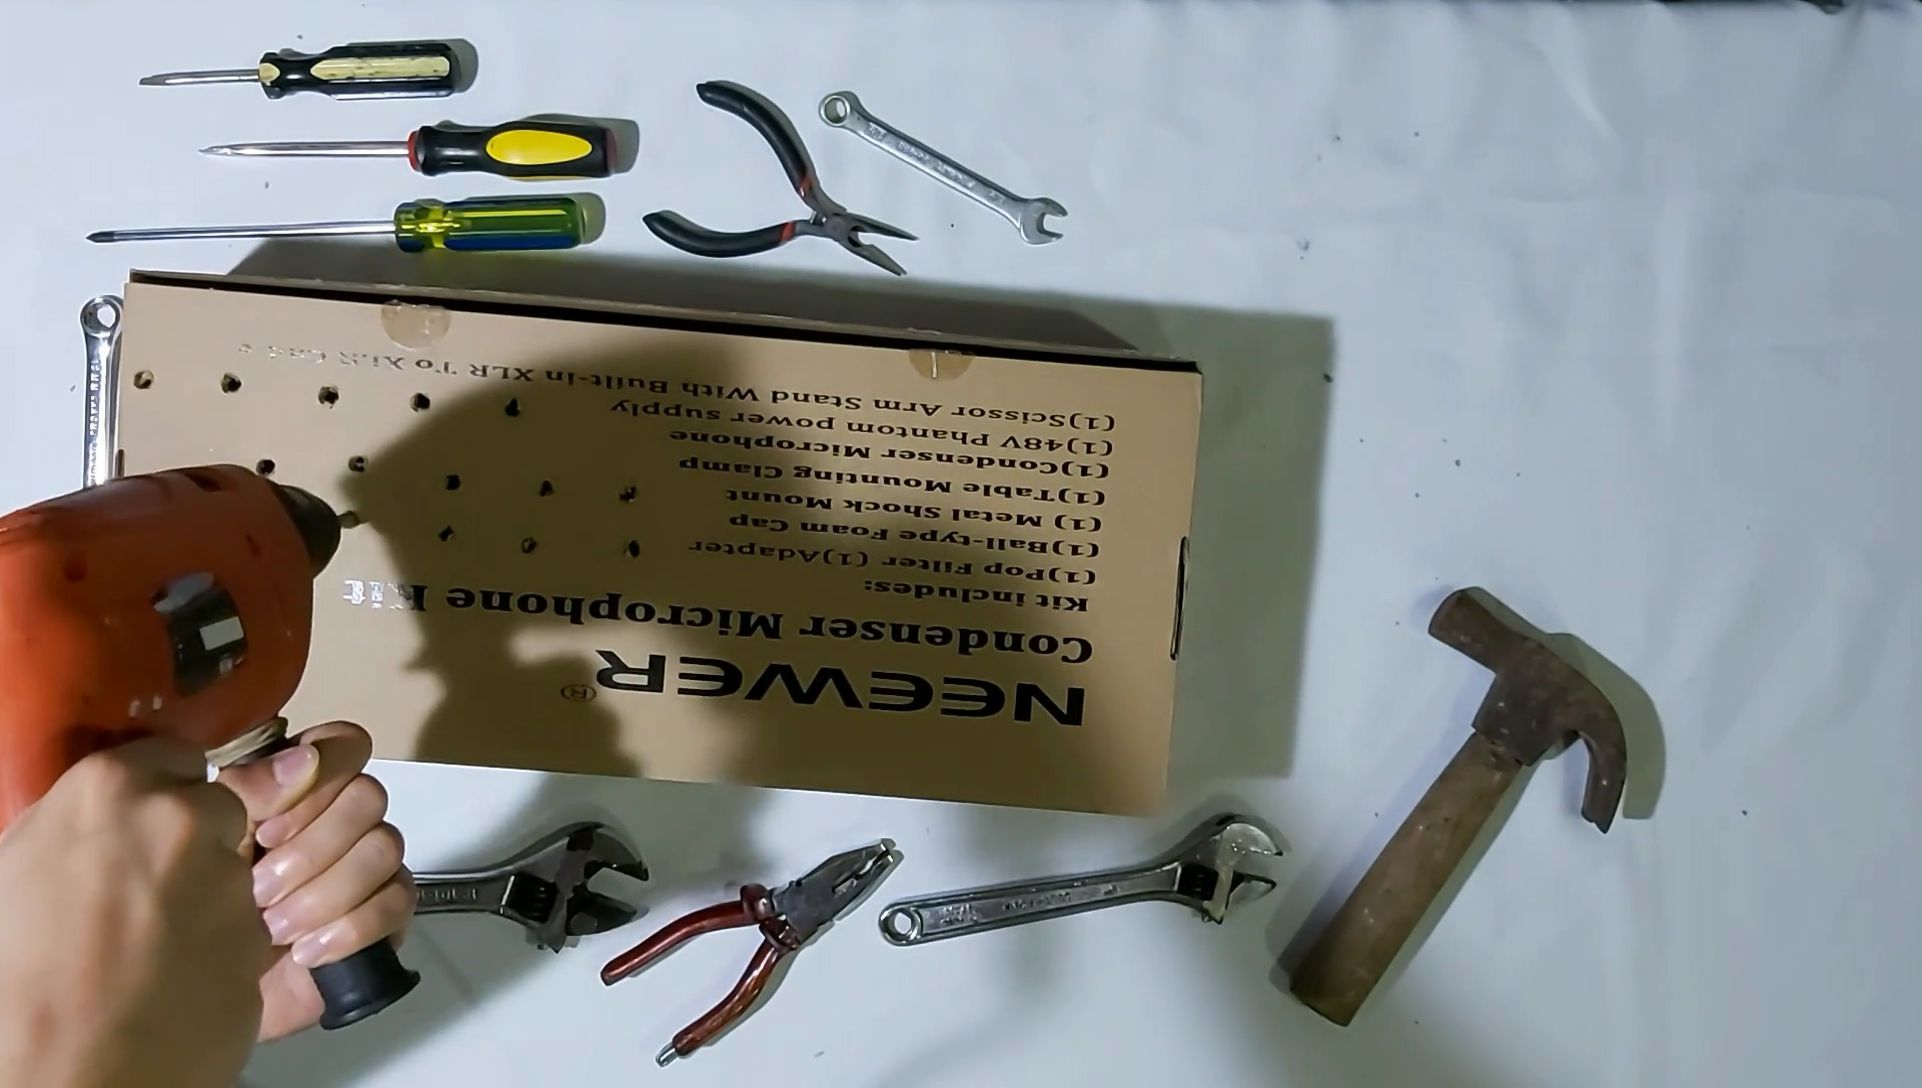 NEEWER®
Condenser Microphone
Kit includes:
(1)Pop Filter (1)Adapter
(1)Ball-type Foam Cap
(1) Metal Shock Mount
(1)Table Mounting Clamp
(1)Condenser Microphone
(1)48V Phantom power supply
(1)Scissor Arm Stand With Built-in XLR To XLR Cable